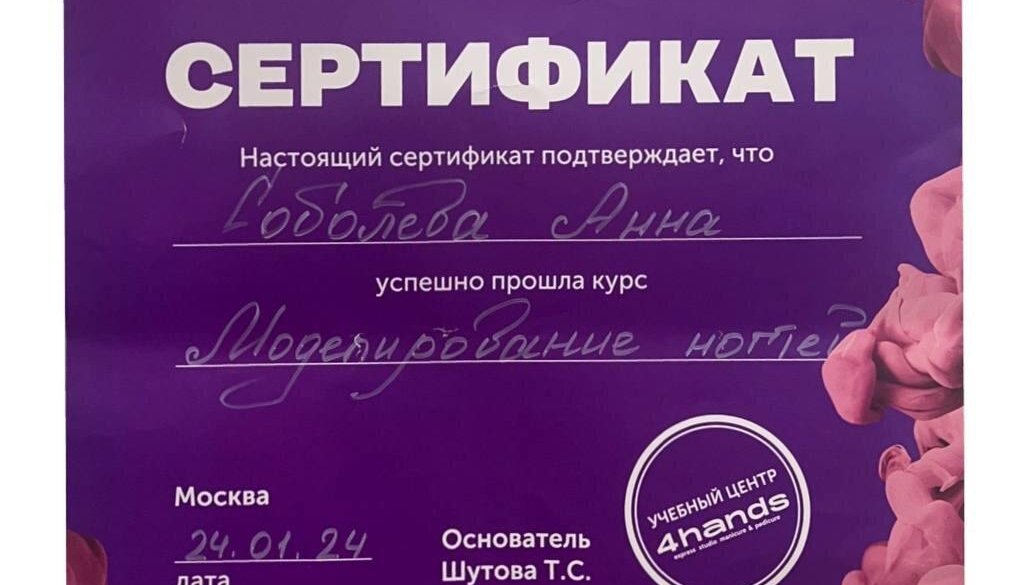 СЕРТИФИКАТ
Настоящий сертификат подтверждает, что
Соболева Анна
успешно прошла курс
Моделирование ногтей
Москва
24.01.24
дата
Основатель
Шутова Т.С.
УЧЕБНЫЙ ЦЕНТР
4hands
express studio manicure & pedicure